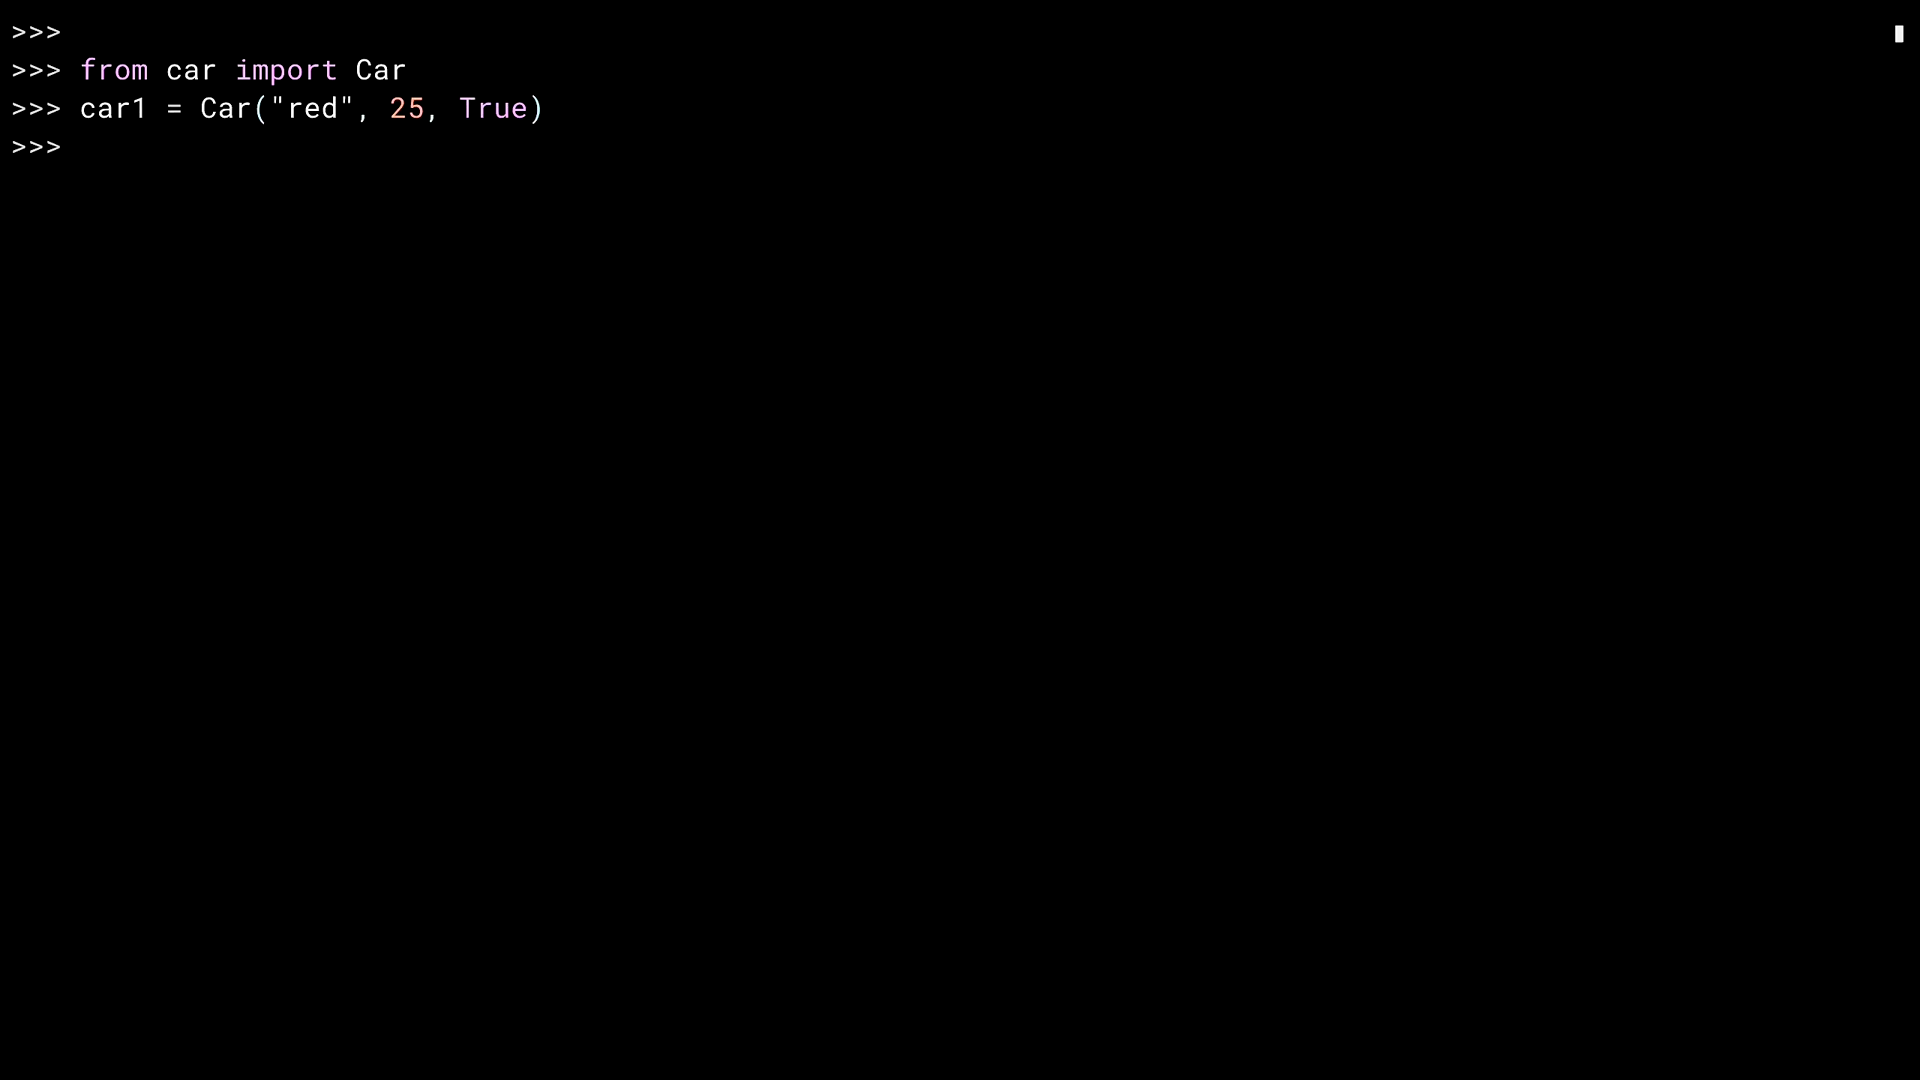 >>>
>>> from car import Car
>>> car1 = Car("red", 25, True)
>>>